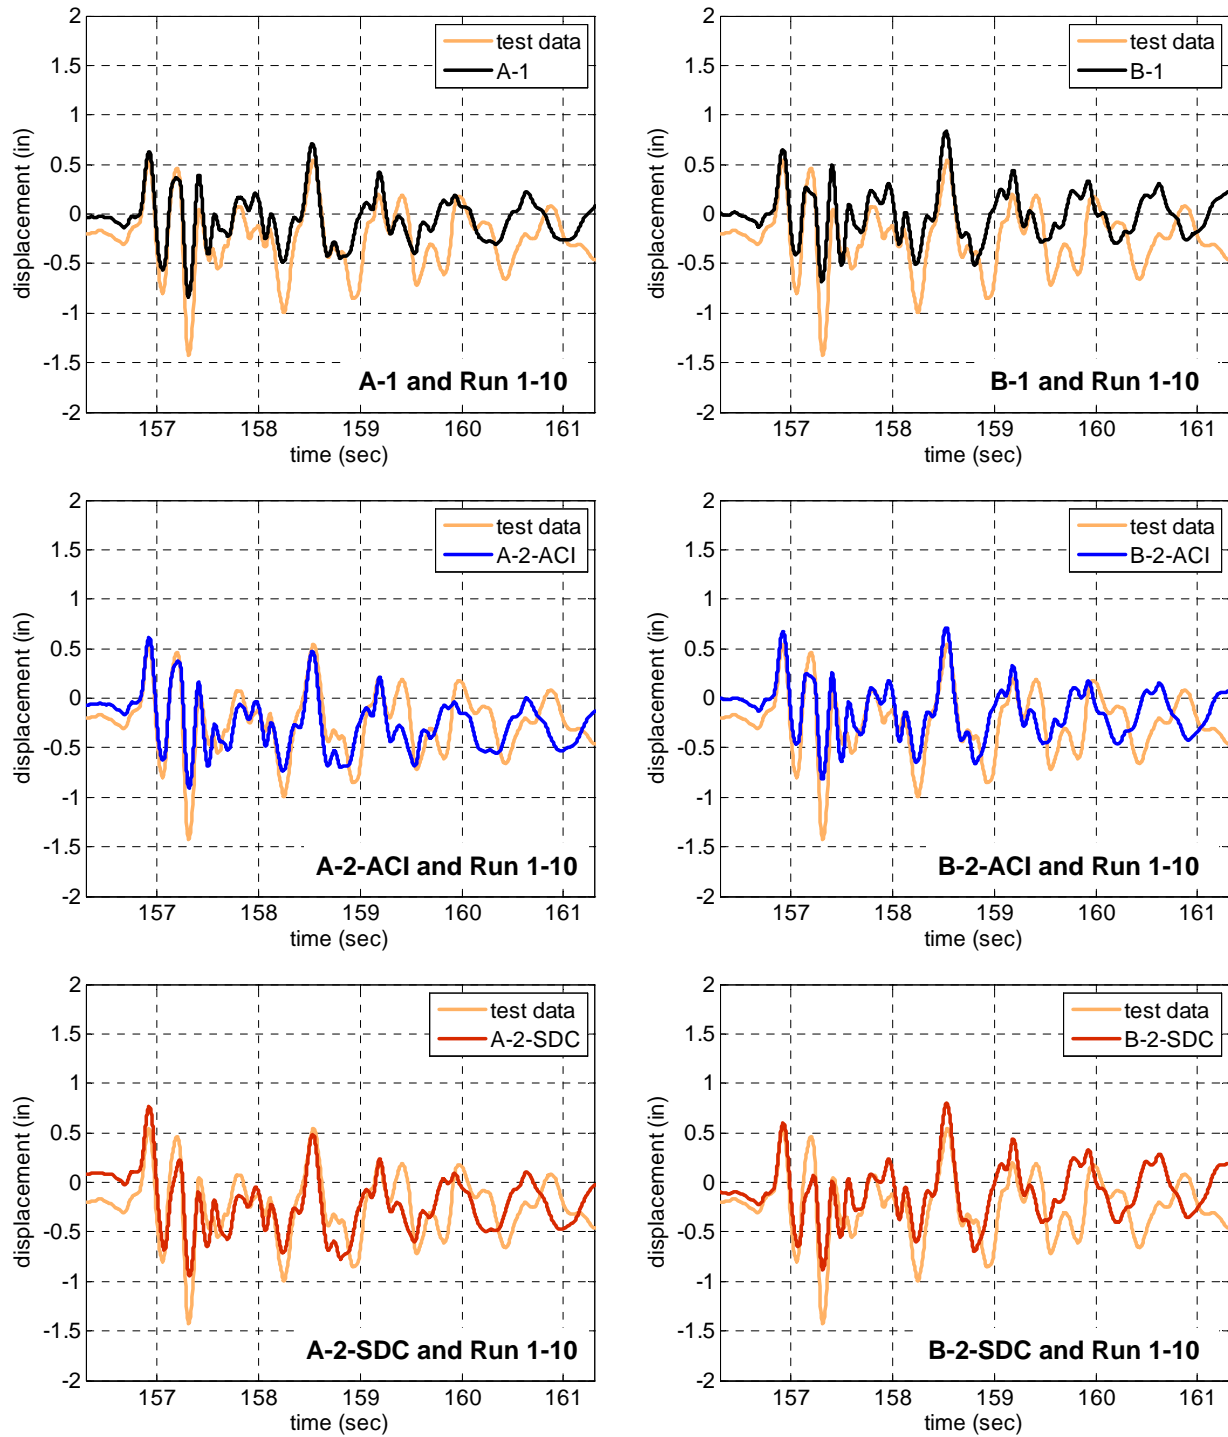 2
1.5
1
0.5
0
-0.5
-1
-1.5
-2
displacement (in)
test data
A-1
A-1 and Run 1-10
157 158 159 160 161
time (sec)
2
1.5
1
0.5
0
-0.5
-1
-1.5
-2
displacement (in)
test data
B-1
B-1 and Run 1-10
157 158 159 160 161
time (sec)
2
1.5
1
0.5
0
-0.5
-1
-1.5
-2
displacement (in)
test data
A-2-ACI
A-2-ACI and Run 1-10
157 158 159 160 161
time (sec)
2
1.5
1
0.5
0
-0.5
-1
-1.5
-2
displacement (in)
test data
B-2-ACI
B-2-ACI and Run 1-10
157 158 159 160 161
time (sec)
2
1.5
1
0.5
0
-0.5
-1
-1.5
-2
displacement (in)
test data
A-2-SDC
A-2-SDC and Run 1-10
157 158 159 160 161
time (sec)
2
1.5
1
0.5
0
-0.5
-1
-1.5
-2
displacement (in)
test data
B-2-SDC
B-2-SDC and Run 1-10
157 158 159 160 161
time (sec)